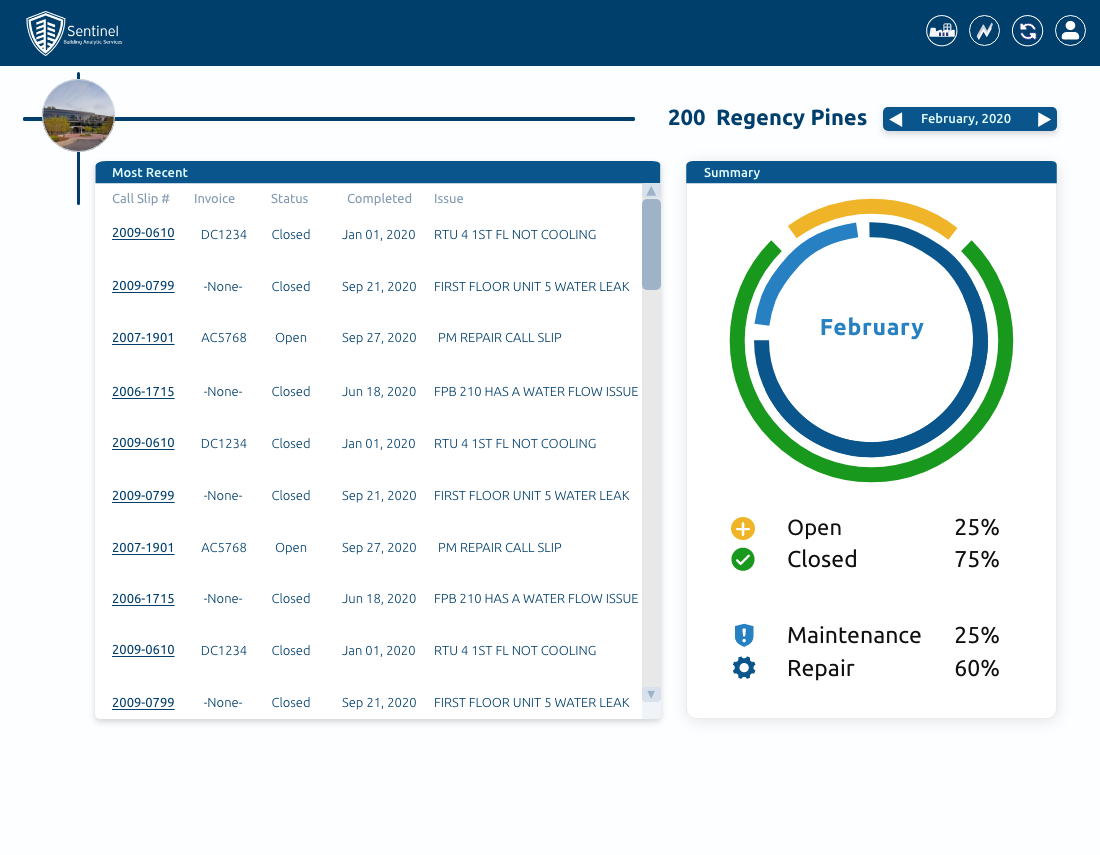 Sentinel
Building Analytic Services
200 Regency Pines
February, 2020
Most Recent
Call Slip # Invoice Status Completed Issue
2009-0610 DC1234 Closed Jan 01, 2020 RTU 4 1ST FL NOT COOLING
2009-0799 -None- Closed Sep 21, 2020 FIRST FLOOR UNIT 5 WATER LEAK
2007-1901 AC5768 Open Sep 27, 2020 PM REPAIR CALL SLIP
2006-1715 -None- Closed Jun 18, 2020 FPB 210 HAS A WATER FLOW ISSUE
2009-0610 DC1234 Closed Jan 01, 2020 RTU 4 1ST FL NOT COOLING
2009-0799 -None- Closed Sep 21, 2020 FIRST FLOOR UNIT 5 WATER LEAK
2007-1901 AC5768 Open Sep 27, 2020 PM REPAIR CALL SLIP
2006-1715 -None- Closed Jun 18, 2020 FPB 210 HAS A WATER FLOW ISSUE
2009-0610 DC1234 Closed Jan 01, 2020 RTU 4 1ST FL NOT COOLING
2009-0799 -None- Closed Sep 21, 2020 FIRST FLOOR UNIT 5 WATER LEAK
Summary
February
Open 25%
Closed 75%
Maintenance 25%
Repair 60%